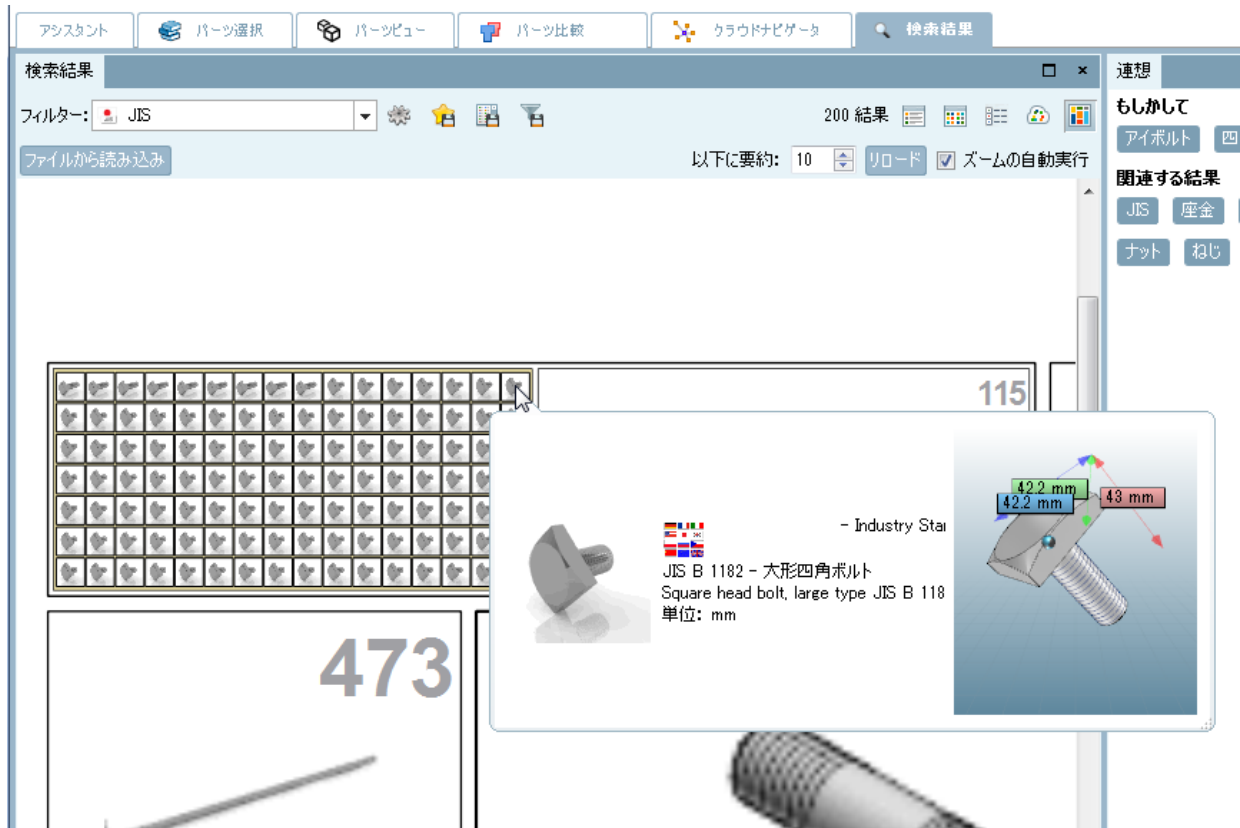 アシスタント
パーツ選択
パーツビュー
パーツ比較
クラウドナビゲータ
検索結果
検索結果
連想
フィルター: JIS
200 結果
もしかして
アイボルト
四
ファイルから読み込み
以下に要約: 10
リロード
ズームの自動実行
関連する結果
JIS
座金
ナット
ねじ
115
42.2 mm
42.2 mm
43 mm
- Industry Sta
JIS B 1182 - 大形四角ボルト
Square head bolt, large type JIS B 118
単位: mm
473